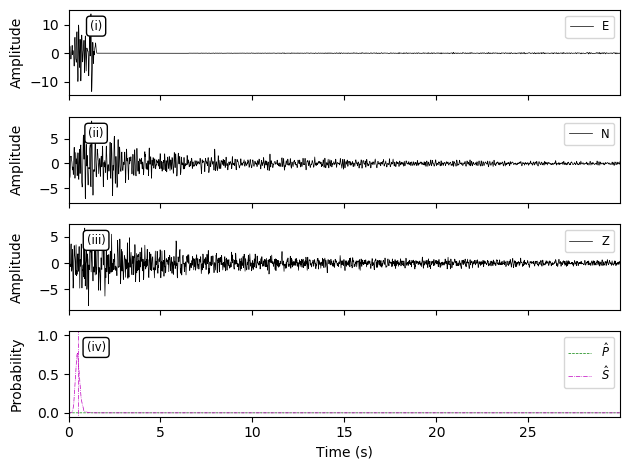 Amplitude
10
0
−10
(i)
E
Amplitude
5
0
−5
(ii)
N
Amplitude
5
0
−5
(iii)
Z
Probability
1.0
0.5
0.0
(iv)
P̂
Ŝ
0 5 10 15 20 25
Time (s)